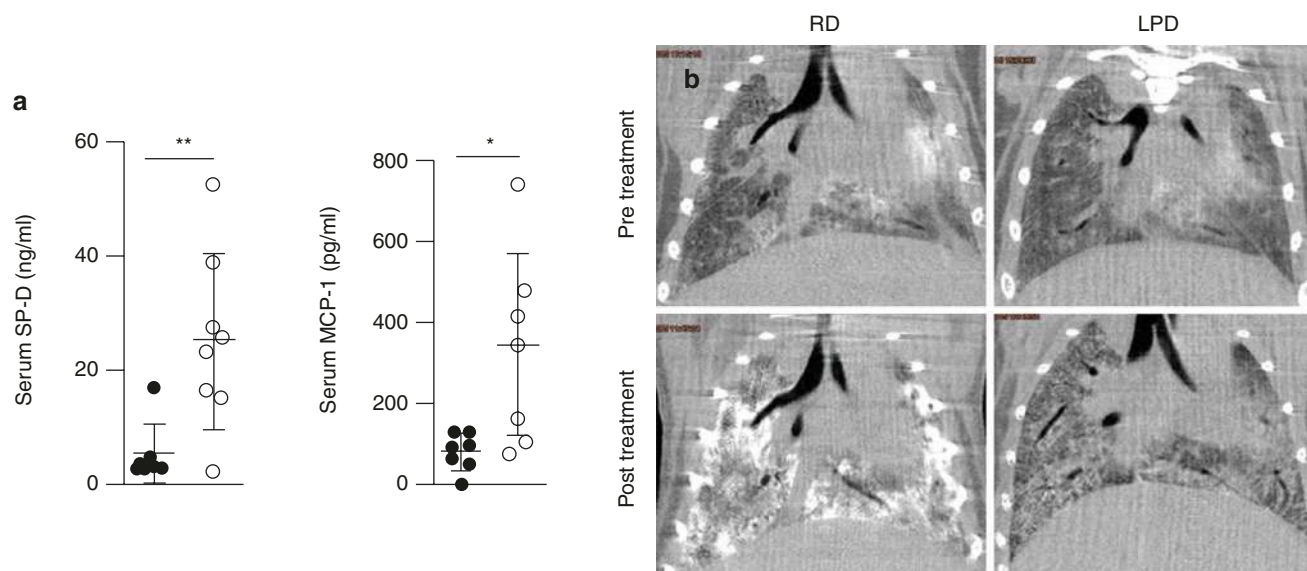 a
Serum SP-D (ng/ml)
60
40
20
0
**
Serum MCP-1 (pg/ml)
800
600
400
200
0
*
b
RD
LPD
Pre treatment
Post treatment